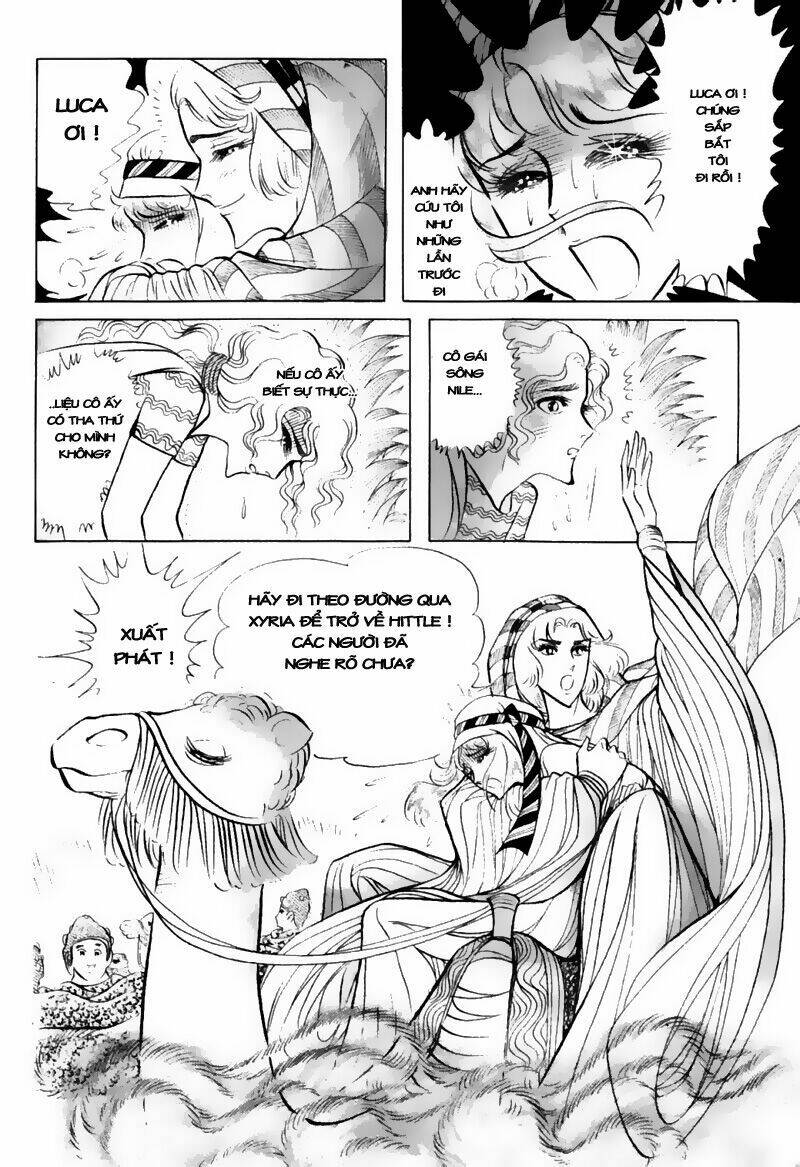 LUCA
ƠI !
LUCA ƠI !
CHÚNG
SẮP
BẮT
TÔI
ĐI RỒI !
ANH HÃY
CỨU TÔI
NHƯ
NHỮNG
LẦN
TRƯỚC
ĐI
NẾU CÔ ẤY
BIẾT SỰ THỰC...
..LIỆU CÔ ẤY
CÓ THA THỨ
CHO MÌNH
KHÔNG?
CÔ GÁI
SÔNG
NILE...
XUẤT
PHÁT !
HÃY ĐI THEO ĐƯỜNG QUA
XYRIA ĐỂ TRỞ VỀ HITTLE !
CÁC NGƯỜI ĐÃ
NGHE RÕ CHƯA?